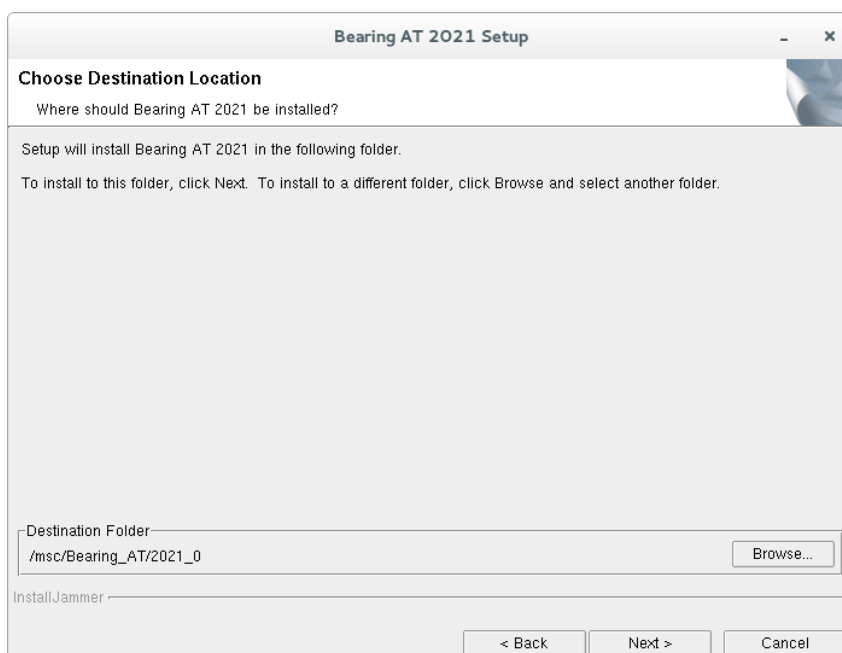 Bearing AT 2021 Setup
Choose Destination Location
Where should Bearing AT 2021 be installed?
Setup will install Bearing AT 2021 in the following folder.
To install to this folder, click Next. To install to a different folder, click Browse and select another folder.
Destination Folder
/msc/Bearing_AT/2021_0
Browse...
InstallJammer
< Back
Next >
Cancel